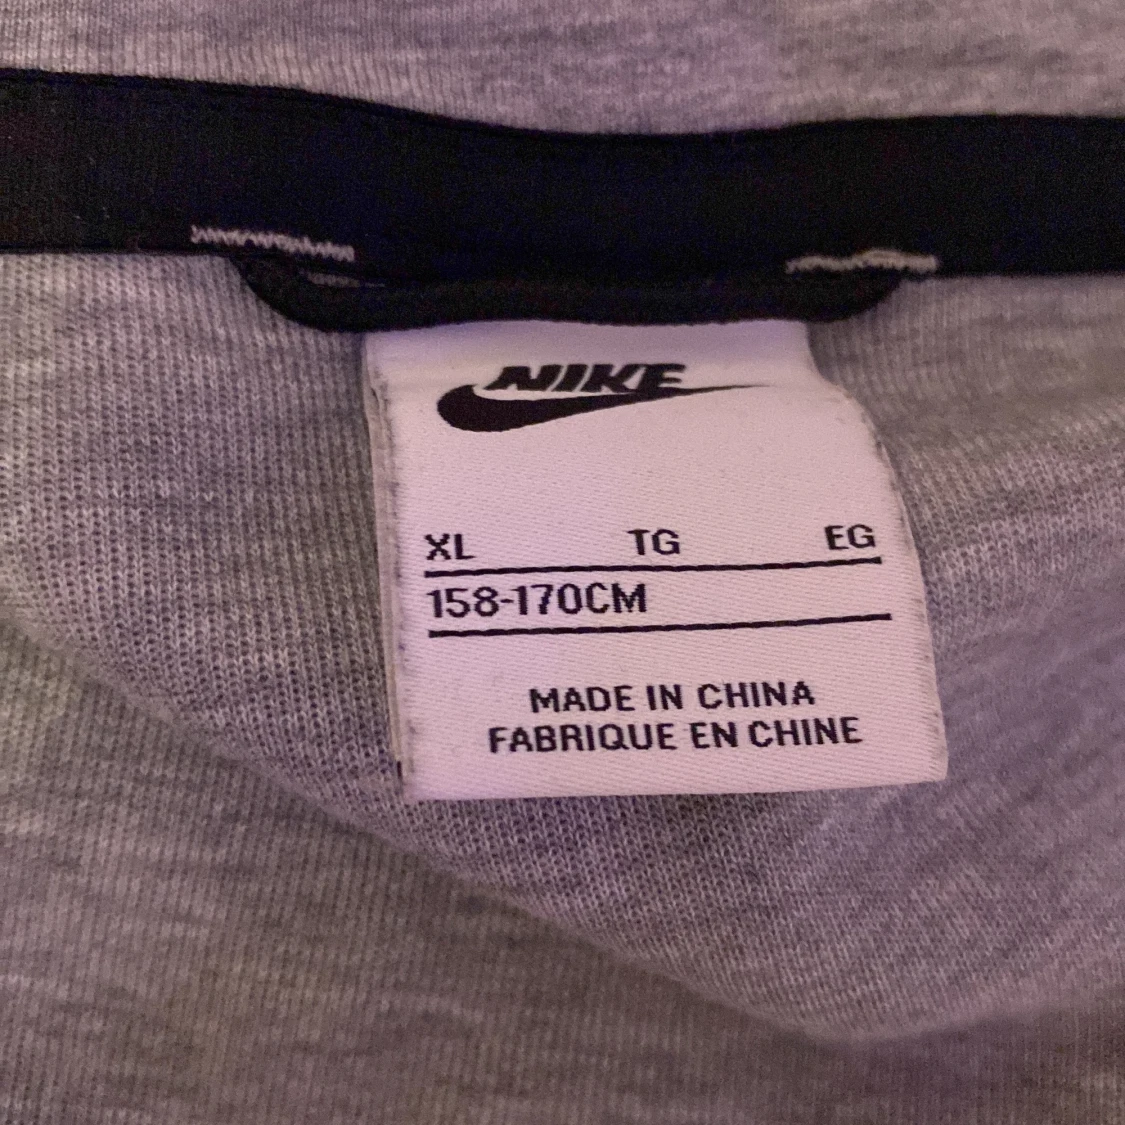 NIKE
XL TG EG
158-170CM
MADE IN CHINA
FABRIQUE EN CHINE